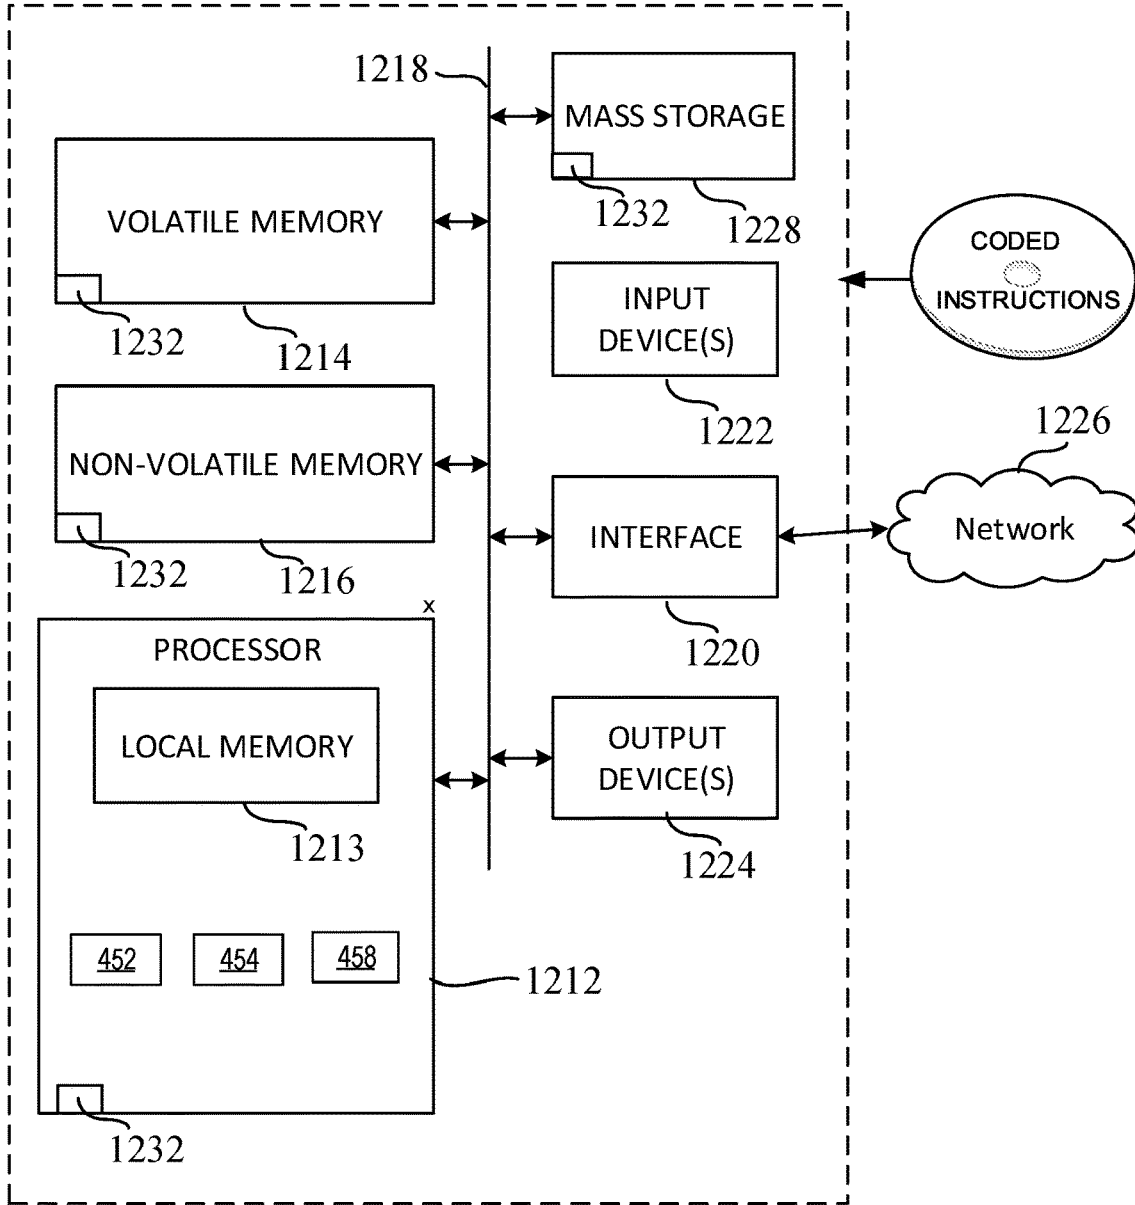 1218
MASS STORAGE
1232
1228
VOLATILE MEMORY
1232
1214
CODED
INSTRUCTIONS
INPUT
DEVICE(S)
1222
NON-VOLATILE MEMORY
1232
1216
1226
Network
INTERFACE
1220
x
PROCESSOR
LOCAL MEMORY
1213
OUTPUT
DEVICE(S)
1224
452
454
458
1212
1232